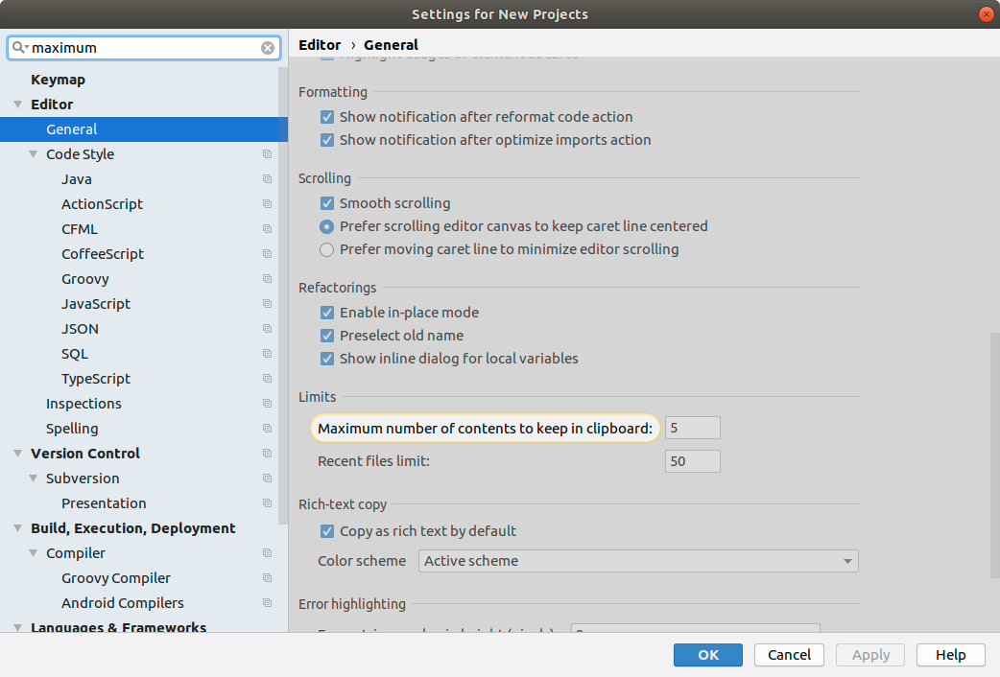 Settings for New Projects
maximum
Keymap
Editor
General
Code Style
Java
ActionScript
CFML
CoffeeScript
Groovy
JavaScript
JSON
SQL
TypeScript
Inspections
Spelling
Version Control
Subversion
Presentation
Build, Execution, Deployment
Compiler
Groovy Compiler
Android Compilers
Languages & Frameworks
Editor › General
Formatting
Show notification after reformat code action
Show notification after optimize imports action
Scrolling
Smooth scrolling
Prefer scrolling editor canvas to keep caret line centered
Prefer moving caret line to minimize editor scrolling
Refactorings
Enable in-place mode
Preselect old name
Show inline dialog for local variables
Limits
Maximum number of contents to keep in clipboard: 5
Recent files limit: 50
Rich-text copy
Copy as rich text by default
Color scheme Active scheme
Error highlighting
OK Cancel Apply Help